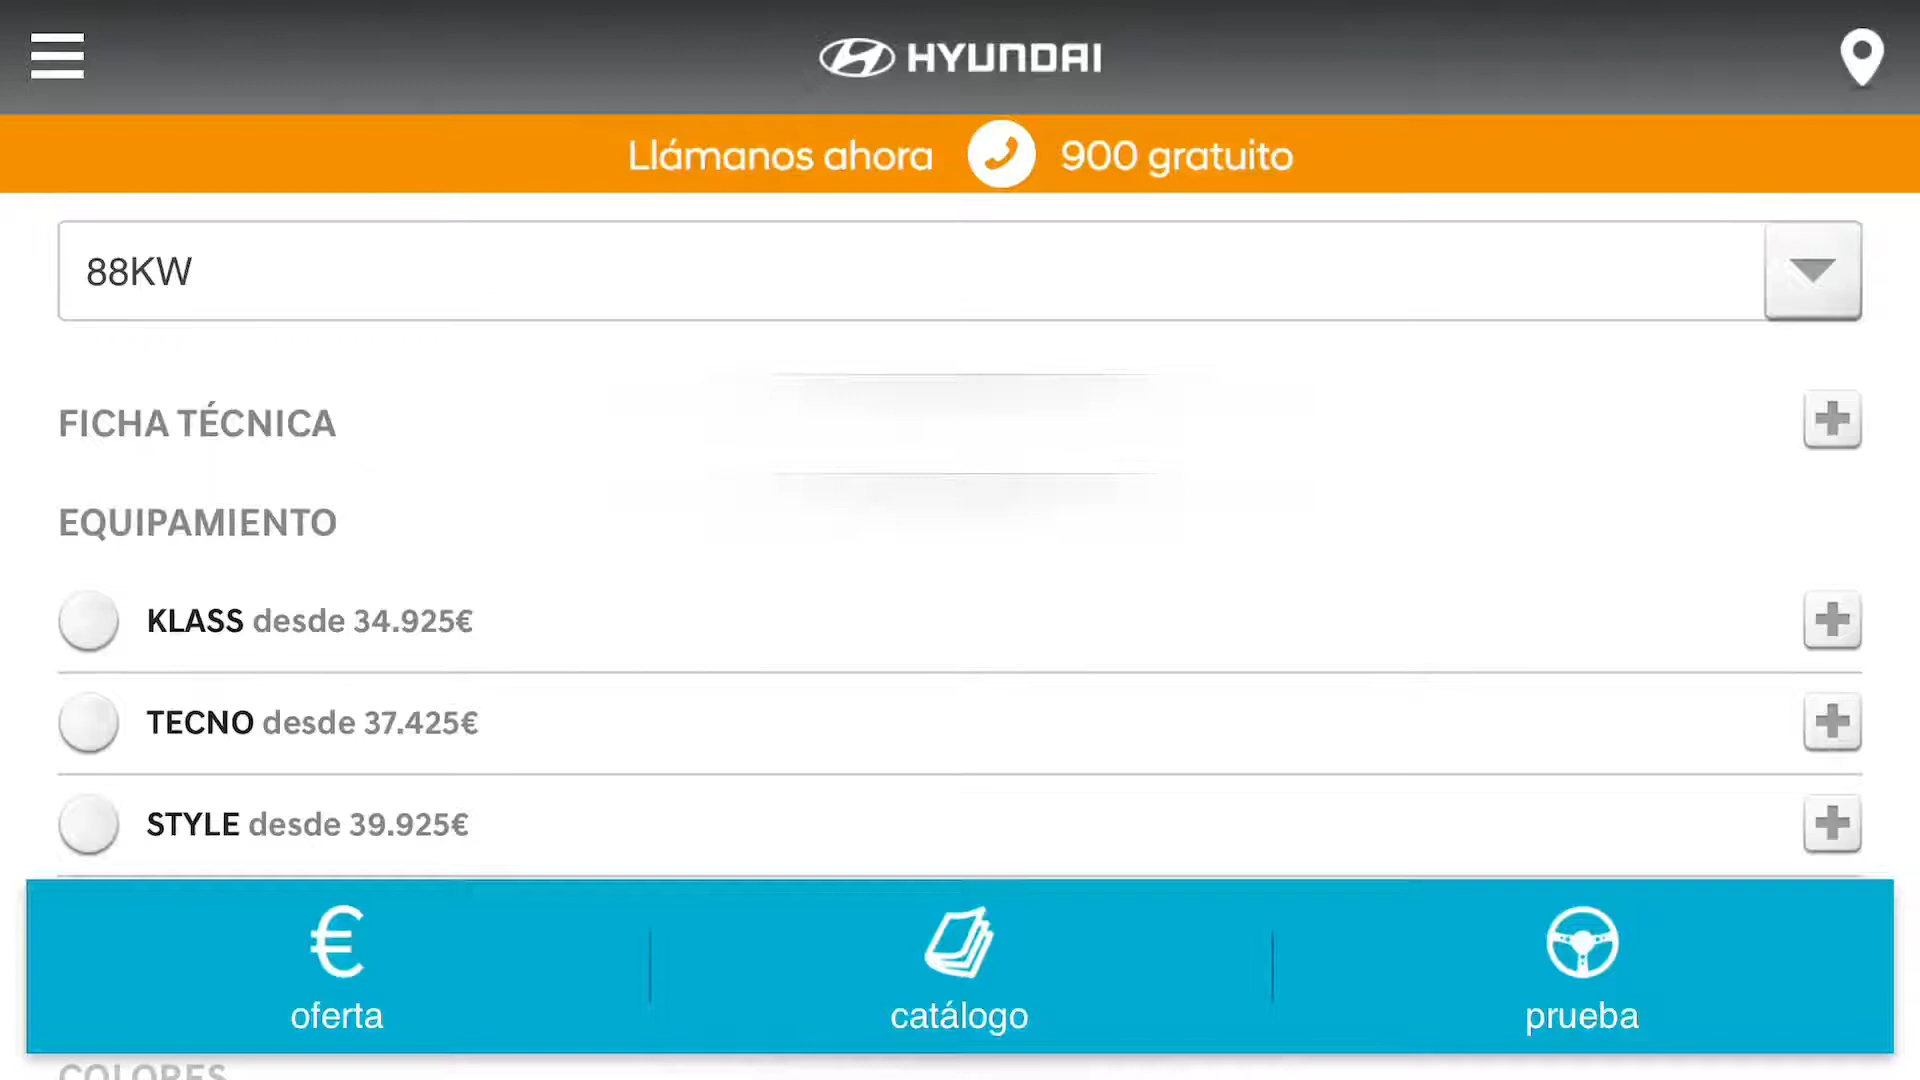 HYUNDAI
Llámanos ahora 900 gratuito
88KW
FICHA TÉCNICA
EQUIPAMIENTO
KLASS desde 34.925€
TECNO desde 37.425€
STYLE desde 39.925€
€
oferta
catálogo
prueba
COLORES